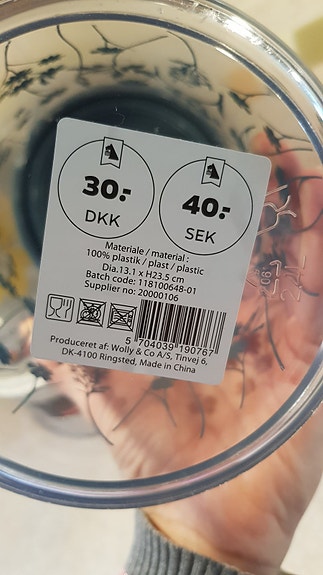 30.-
DKK
40.-
SEK
Materiale / material :
100% plastik / plast / plastic
Dia.13.1 x H23.5 cm
Batch code: 118100648-01
Supplier no: 20000106
5 704039 190767
Produceret af: Wolly & Co A/S, Tinvej 6,
DK-4100 Ringsted, Made in China